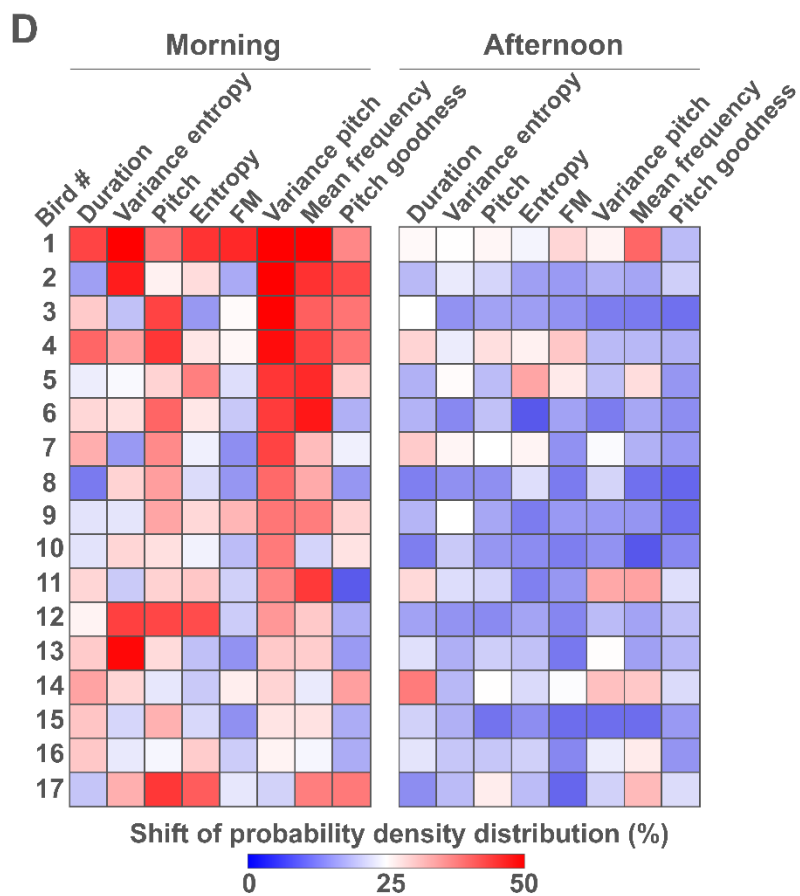 D
Morning Afternoon
Bird # Duration Variance entropy Pitch Entropy FM Variance pitch Mean frequency Pitch goodness
Duration Variance entropy Pitch Entropy FM Variance pitch Mean frequency Pitch goodness
1
2
3
4
5
6
7
8
9
10
11
12
13
14
15
16
17
Shift of probability density distribution (%)
0 25 50